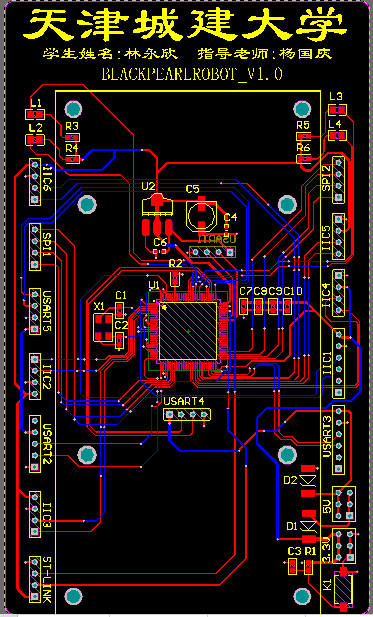 天津城建大学
学生姓名:林永欣 指导老师:杨国庆
BLACKPEARLROBOT_V1.0
L1
L3
R3
R5
L2
L4
R4
R6
IIC6
SPI2
U2
C5
C4
SPI1
IIC5
C6
R2
U1
USART5
X1
C1
C7
C8
C9
C10
IIC4
C2
IIC2
IIC1
USART4
USART2
USART3
D2
5V
IIC3
D1
3.3V
C3
R1
ST-LINK
K1